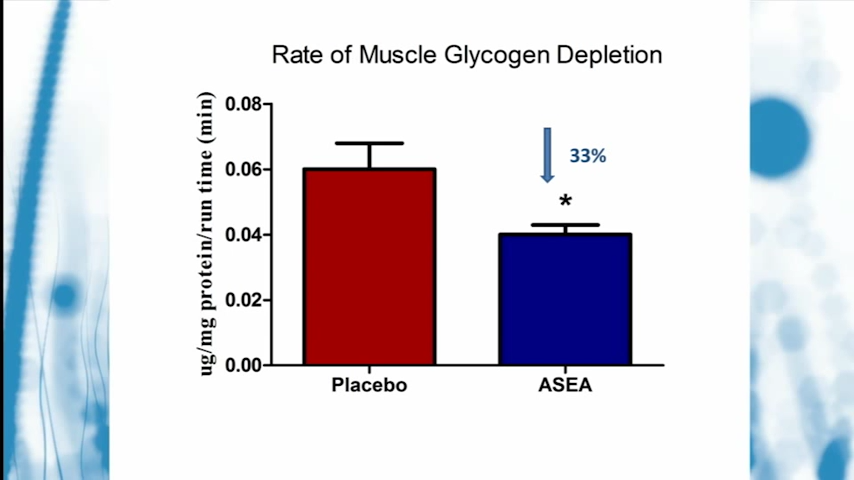 Rate of Muscle Glycogen Depletion
ug/mg protein/run time (min)
0.08
0.06
0.04
0.02
0.00
33%
*
Placebo
ASEA